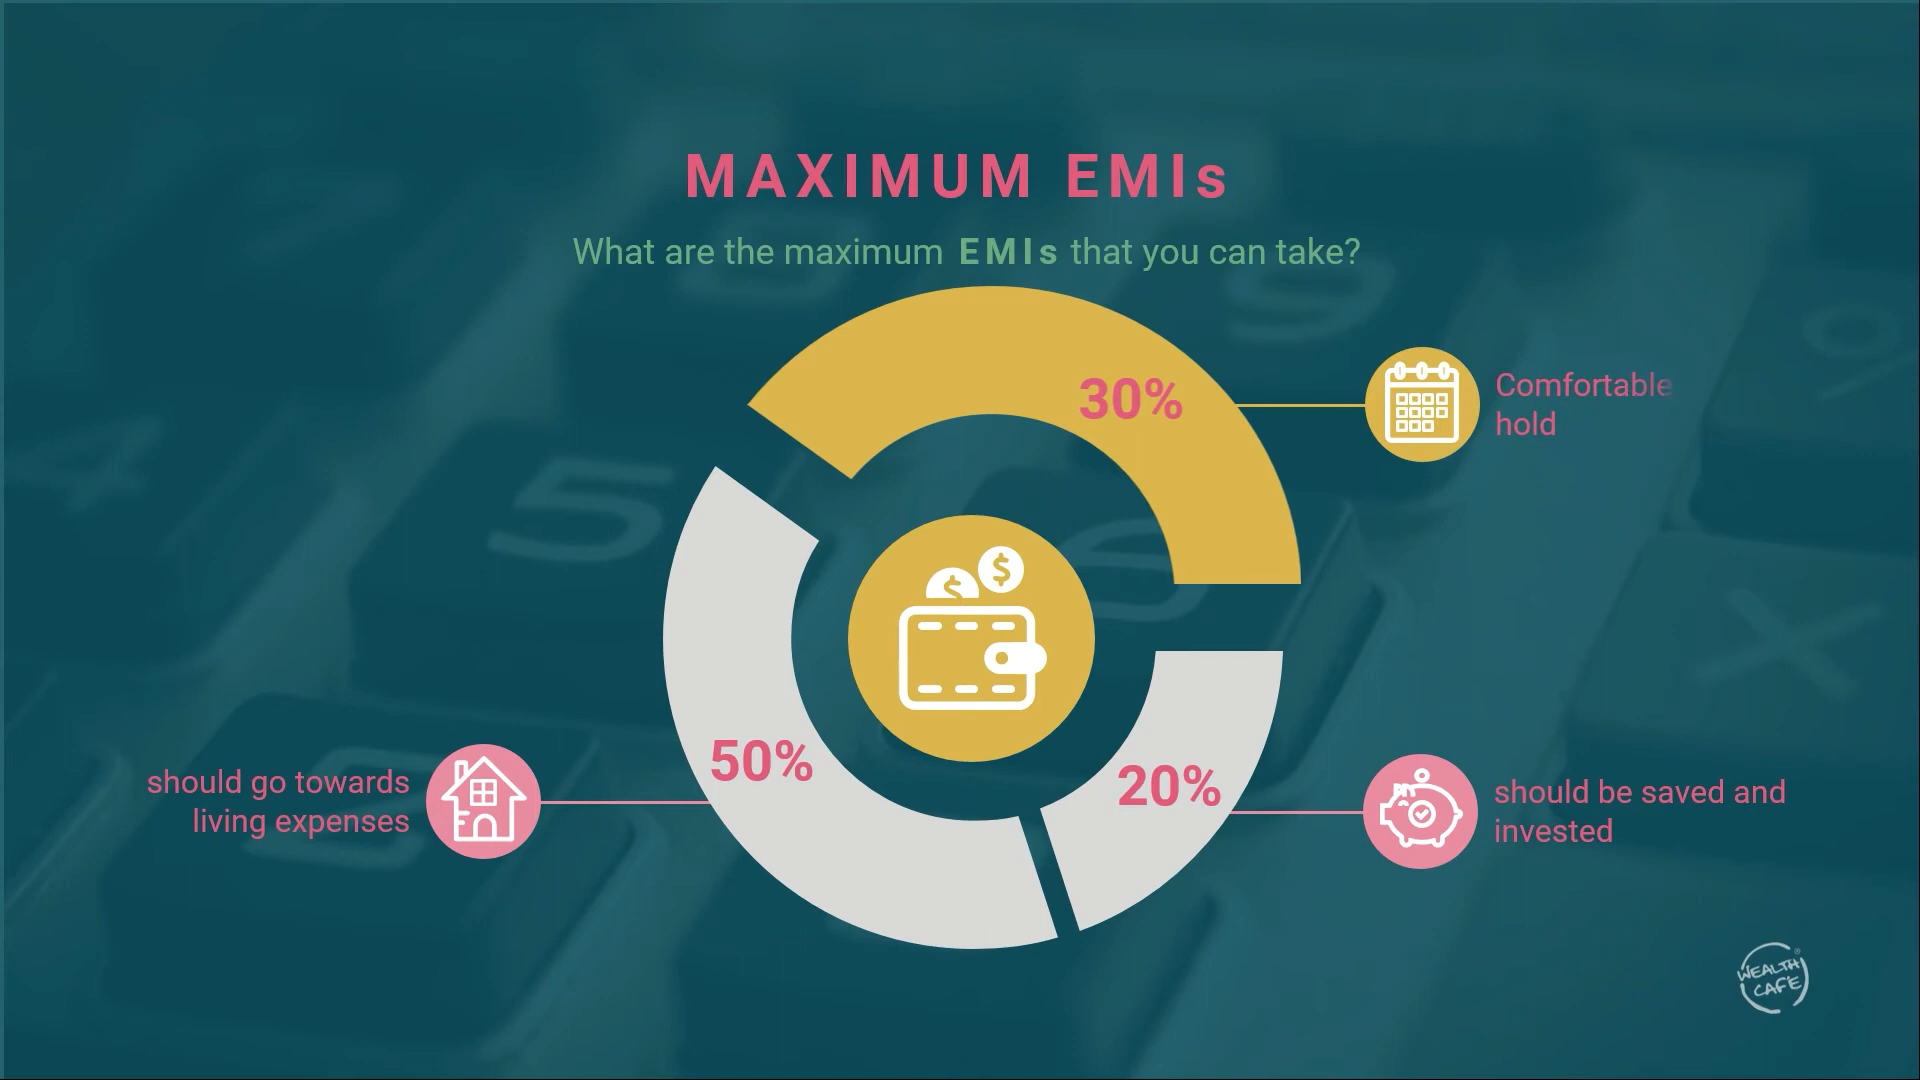 MAXIMUM EMIs
What are the maximum EMIs that you can take?
30%
Comfortable
hold
50%
should go towards
living expenses
20%
should be saved and
invested
WEALTH
CAFE